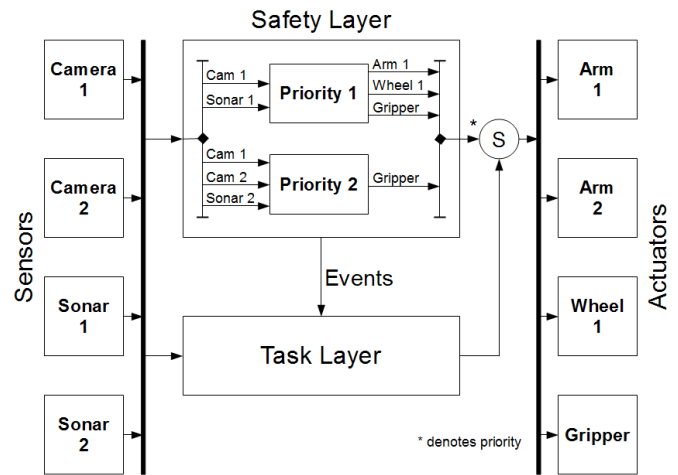 Safety Layer
Camera
1
Camera
2
Sonar
1
Sonar
2
Sensors
Cam 1
Sonar 1
Priority 1
Arm 1
Wheel 1
Gripper
Cam 1
Cam 2
Sonar 2
Priority 2
Gripper
*
S
Events
Task Layer
* denotes priority
Arm
1
Arm
2
Wheel
1
Gripper
Actuators